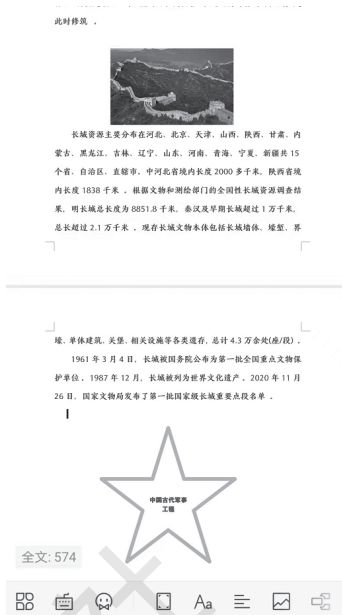 此时修筑 。
长城资源主要分布在河北、北京、天津、山西、陕西、甘肃、内
蒙古、黑龙江、吉林、辽宁、山东、河南、青海、宁夏、新疆共 15
个省、自治区、直辖市。中河北省境内长度 2000 多千米，陕西省境
内长度 1838 千米 。根据文物和测绘部门的全国性长城资源调查结
果，明长城总长度为 8851.8 千米，秦汉及早期长城超过 1 万千米，
总长超过 2.1 万千米 。现存长城文物本体包括长城墙体、壕堑、界
壕、单体建筑、关堡、相关设施等各类遗存，总计 4.3 万余处(座/段) 。
1961 年 3 月 4 日，长城被国务院公布为第一批全国重点文物保
护单位 。1987 年 12 月，长城被列为世界文化遗产 。2020 年 11 月
26 日，国家文物局发布了第一批国家级长城重要点段名单 。
中国古代军事
工程
全文: 574
Aa